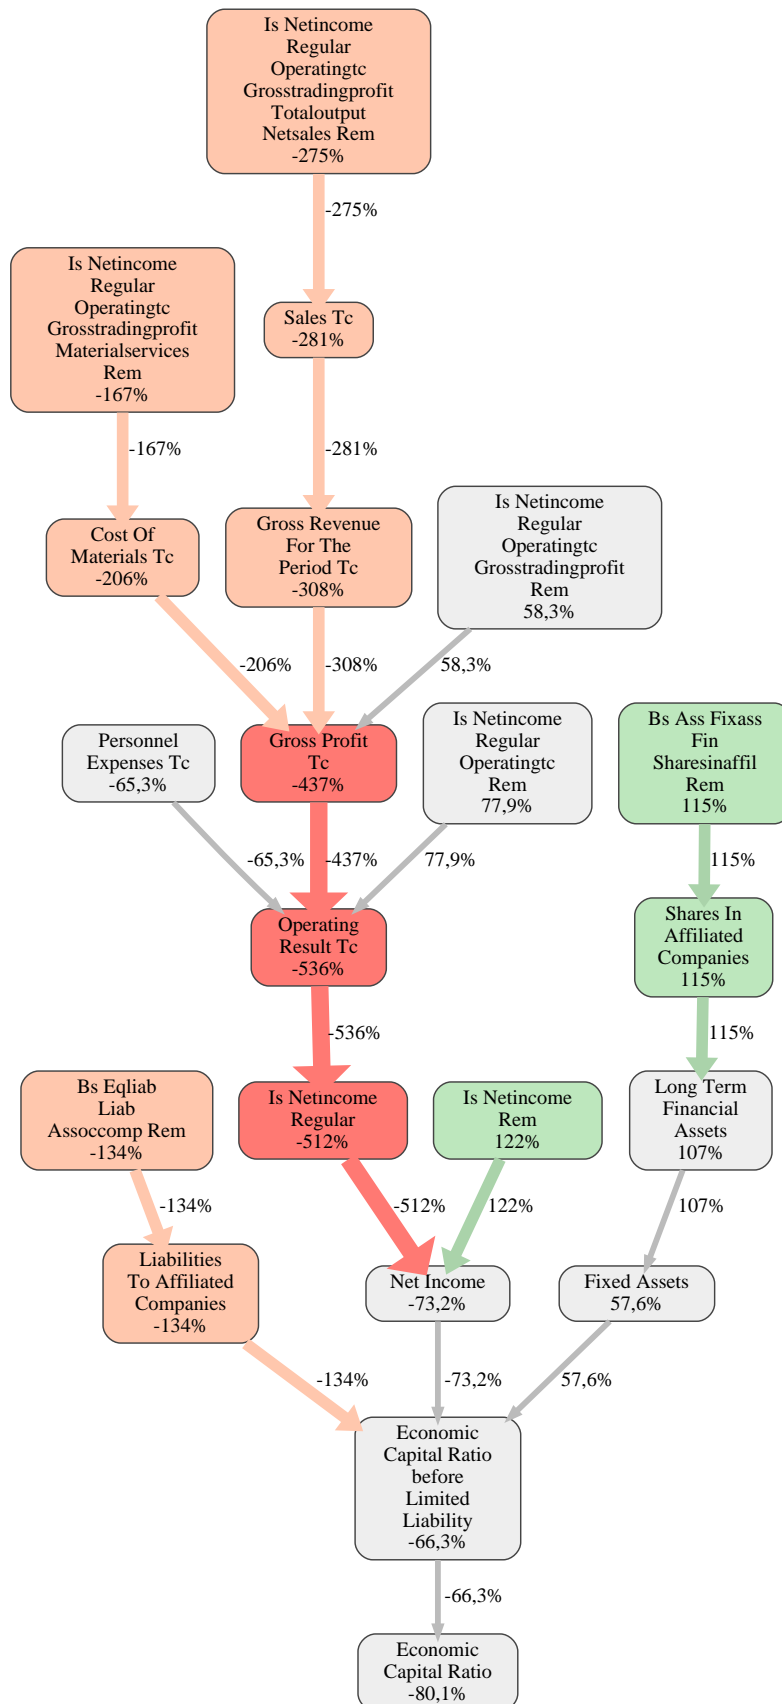 Is Netincome
Regular
Operatingtc
Grosstradingprofit
Totaloutput
Netsales Rem
-275%
-275%
Is Netincome
Regular
Operatingtc
Grosstradingprofit
Materialservices
Rem
-167%
Sales Tc
-281%
-167%
-281%
Is Netincome
Regular
Operatingtc
Grosstradingprofit
Rem
58,3%
Cost Of
Materials Tc
-206%
Gross Revenue
For The
Period Tc
-308%
-206%
-308%
58,3%
Personnel
Expenses Tc
-65,3%
Gross Profit
Tc
-437%
Is Netincome
Regular
Operatingtc
Rem
77,9%
Bs Ass Fixass
Fin
Sharesinaffil
Rem
115%
-65,3%
-437%
77,9%
115%
Operating
Result Tc
-536%
Shares In
Affiliated
Companies
115%
-536%
115%
Bs Eqliab
Liab
Assoccomp Rem
-134%
Is Netincome
Regular
-512%
Is Netincome
Rem
122%
Long Term
Financial
Assets
107%
-134%
-512%
122%
107%
Liabilities
To Affiliated
Companies
-134%
Net Income
-73,2%
Fixed Assets
57,6%
-134%
-73,2%
57,6%
Economic
Capital Ratio
before
Limited
Liability
-66,3%
-66,3%
Economic
Capital Ratio
-80,1%